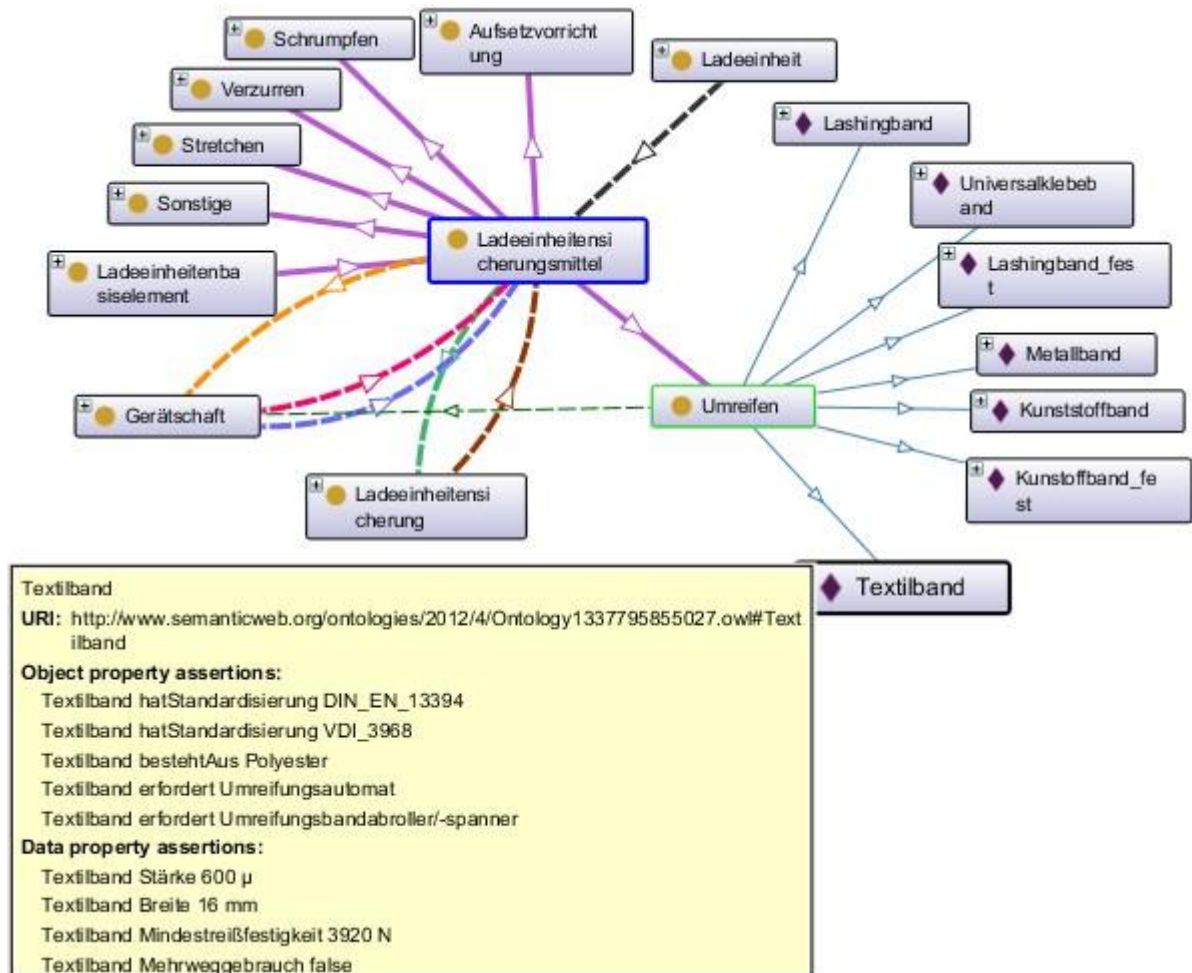 Schrumpfen
Aufsetzvorricht
ung
Ladeeinheit
Verzurren
Lashingband
Stretchen
Universalklebeb
and
Sonstige
Ladeeinheitensi
cherungsmittel
Lashingband_fes
t
Ladeeinheitenba
siselement
Metallband
Gerätschaft
Umreifen
Kunststoffband
Kunstoffband_fe
st
Ladeeinheitensi
cherung
Textilband
Textilband
URI: http://www.semanticweb.org/ontologies/2012/4/Ontology1337795855027.owl#Text
ilband
Object property assertions:
Textilband hatStandardisierung DIN_EN_13394
Textilband hatStandardisierung VDI_3968
Textilband bestehtAus Polyester
Textilband erfordert Umreifungsautomat
Textilband erfordert Umreifungsbandabroller/-spanner
Data property assertions:
Textilband Stärke 600 µ
Textilband Breite 16 mm
Textilband Mindestreißfestigkeit 3920 N
Textilband Mehrweggebrauch false